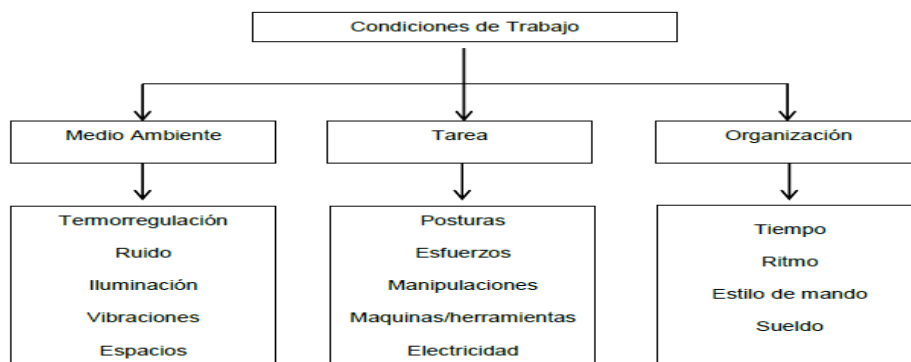 Condiciones de Trabajo
Medio Ambiente
Tarea
Organización
Termorregulación
Ruido
Iluminación
Vibraciones
Espacios
Posturas
Esfuerzos
Manipulaciones
Maquinas/herramientas
Electricidad
Tiempo
Ritmo
Estilo de mando
Sueldo